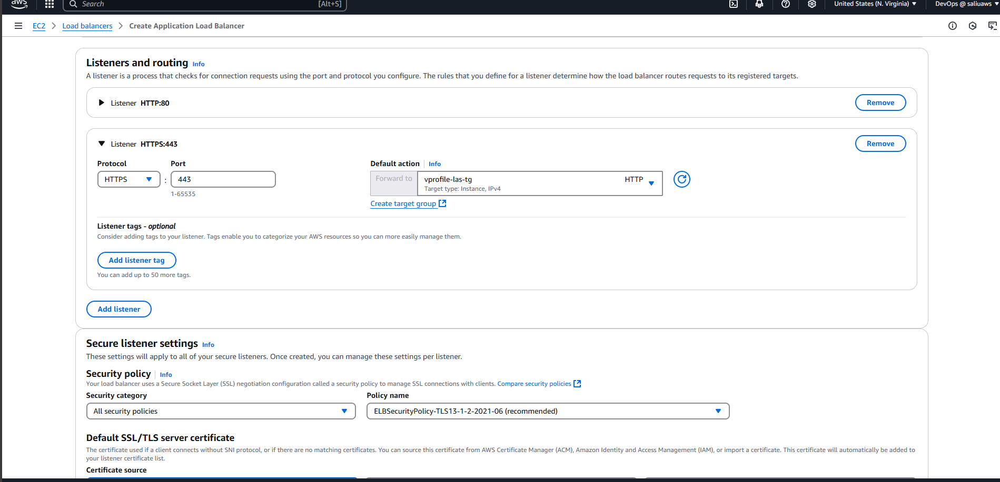 aws
Search [Alt+S] United States (N. Virginia) DevOps @ saliuaws
EC2 Load balancers Create Application Load Balancer
Listeners and routing Info
A listener is a process that checks for connection requests using the port and protocol you configure. The rules that you define for a listener determine how the load balancer routes requests to its registered targets.
Listener HTTP:80 Remove
Listener HTTPS:443 Remove
Protocol Port Default action Info
HTTPS : 443 Forward to vprofile-las-tg HTTP
Target type: Instance, IPv4
1-65535
Create target group
Listener tags - optional
Consider adding tags to your listener. Tags enable you to categorize your AWS resources so you can more easily manage them.
Add listener tag
You can add up to 50 more tags.
Add listener
Secure listener settings Info
These settings will apply to all of your secure listeners. Once created, you can manage these settings per listener.
Security policy Info
Your load balancer uses a Secure Socket Layer (SSL) negotiation configuration called a security policy to manage SSL connections with clients. Compare security policies
Security category Policy name
All security policies ELBSecurityPolicy-TLS13-1-2-2021-06 (recommended)
Default SSL/TLS server certificate
The certificate used if a client connects without SNI protocol, or if there are no matching certificates. You can source this certificate from AWS Certificate Manager (ACM), Amazon Identity and Access Management (IAM), or import a certificate. This certificate will automatically be added to
your listener certificate list.
Certificate source